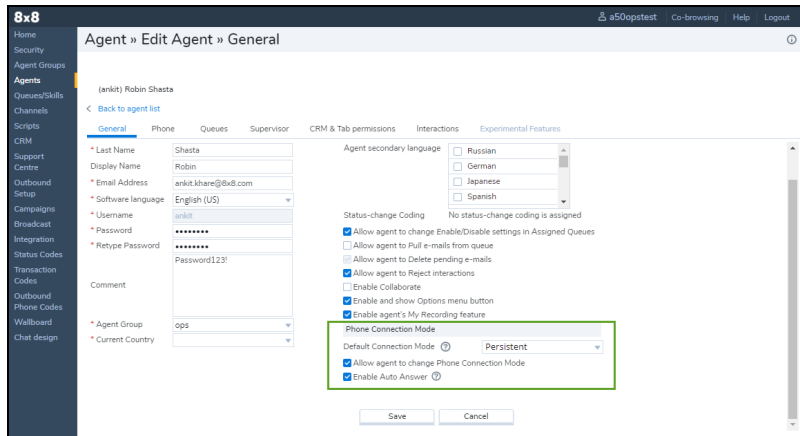 8x8
a50opstest
Co-browsing
Help
Logout
Home
Security
Agent Groups
Agents
Queues/Skills
Channels
Scripts
CRM
Support
Centre
Outbound
Setup
Campaigns
Broadcast
Integration
Status Codes
Transaction
Codes
Outbound
Phone Codes
Wallboard
Chat design
Agent » Edit Agent » General
(ankit) Robin Shasta
< Back to agent list
General Phone Queues Supervisor CRM & Tab permissions Interactions Experimental Features
* Last Name Shasta
Display Name Robin
* Email Address ankit.khare@8x8.com
* Software language English (US)
* Username ankit
* Password ••••••••
* Retype Password ••••••••
Comment Password123!
* Agent Group ops
* Current Country
Agent secondary language
Russian
German
Japanese
Spanish
Status-change Coding No status-change coding is assigned
Allow agent to change Enable/Disable settings in Assigned Queues
Allow agent to Pull e-mails from queue
Allow agent to Delete pending e-mails
Allow agent to Reject interactions
Enable Collaborate
Enable and show Options menu button
Enable agent's My Recording feature
Phone Connection Mode
Default Connection Mode ? Persistent
Allow agent to change Phone Connection Mode
Enable Auto Answer ?
Save Cancel